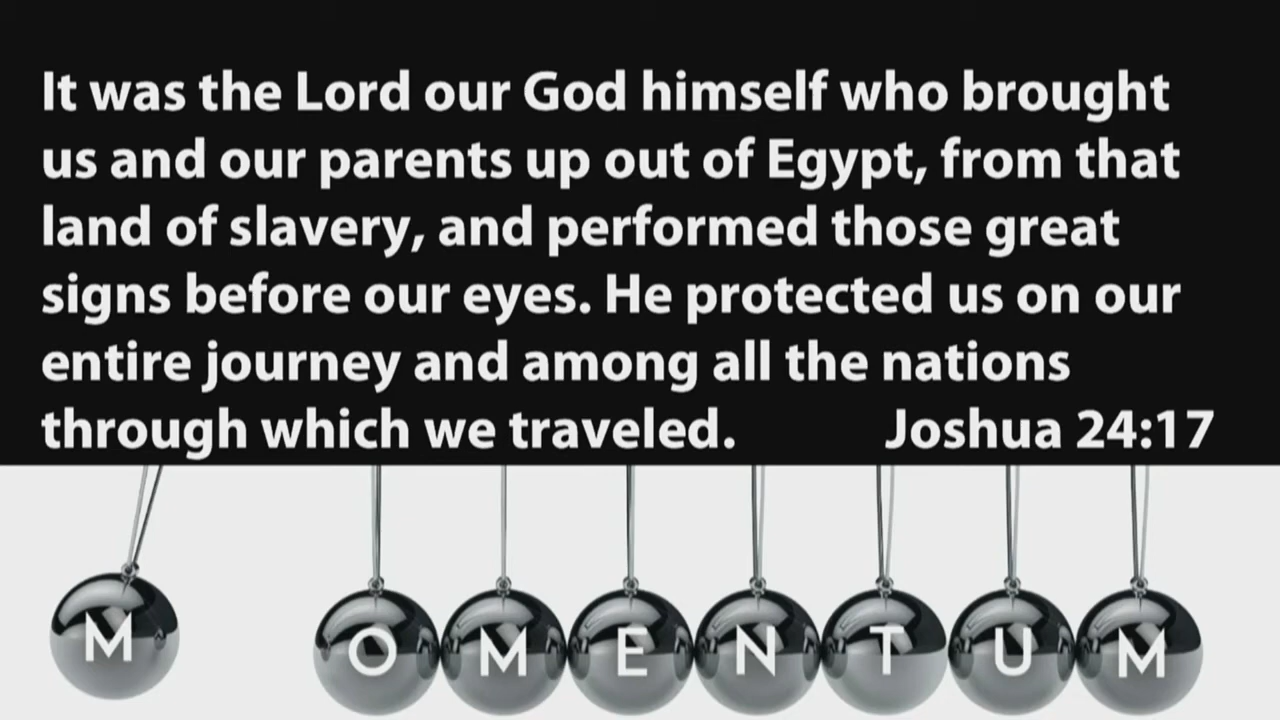 It was the Lord our God himself who brought
us and our parents up out of Egypt, from that
land of slavery, and performed those great
signs before our eyes. He protected us on our
entire journey and among all the nations
through which we traveled. Joshua 24:17
MOMENTUM